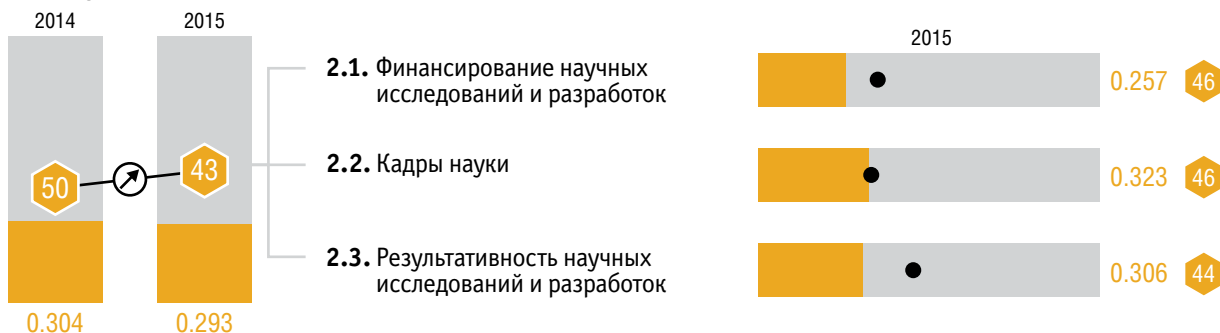 2014 2015
50 43
0.304 0.293
2.1. Финансирование научных
исследований и разработок
2.2. Кадры науки
2.3. Результативность научных
исследований и разработок
2015
0.257 46
0.323 46
0.306 44